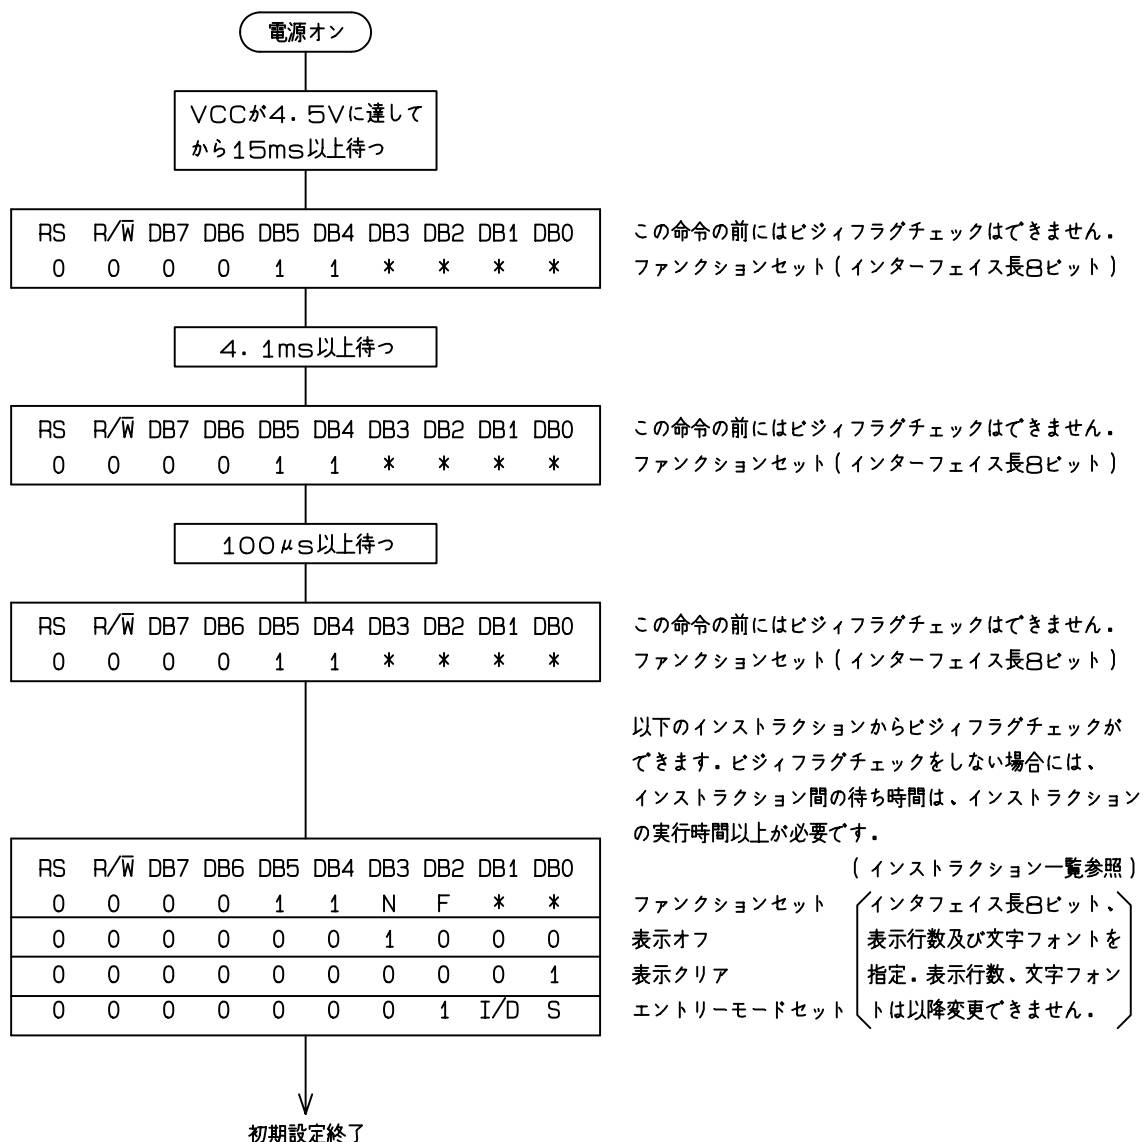 電源オン
VCCが4.5Vに達して
から15ms以上待つ
RS R/W̅ DB7 DB6 DB5 DB4 DB3 DB2 DB1 DB0
0 0 0 0 1 1 * * * *
この命令の前にはビジィフラグチェックはできません.
ファンクションセット(インターフェイス長8ビット)
4.1ms以上待つ
RS R/W̅ DB7 DB6 DB5 DB4 DB3 DB2 DB1 DB0
0 0 0 0 1 1 * * * *
この命令の前にはビジィフラグチェックはできません.
ファンクションセット(インターフェイス長8ビット)
100μs以上待つ
RS R/W̅ DB7 DB6 DB5 DB4 DB3 DB2 DB1 DB0
0 0 0 0 1 1 * * * *
この命令の前にはビジィフラグチェックはできません.
ファンクションセット(インターフェイス長8ビット)
以下のインストラクションからビジィフラグチェックが
できます.ビジィフラグチェックをしない場合には、
インストラクション間の待ち時間は、インストラクション
の実行時間以上が必要です.
(インストラクション一覧参照)
RS R/W̅ DB7 DB6 DB5 DB4 DB3 DB2 DB1 DB0
0 0 0 0 1 1 N F * *
0 0 0 0 0 0 1 0 0 0
0 0 0 0 0 0 0 0 0 1
0 0 0 0 0 0 0 1 I/D S
ファンクションセット
表示オフ
表示クリア
エントリーモードセット
インタフェイス長8ビット、
表示行数及び文字フォントを
指定.表示行数、文字フォン
トは以降変更できません.
初期設定終了